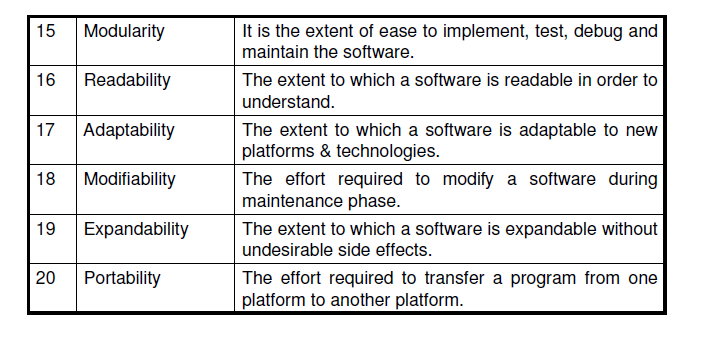 15 Modularity It is the extent of ease to implement, test, debug and
maintain the software.
16 Readability The extent to which a software is readable in order to
understand.
17 Adaptability The extent to which a software is adaptable to new
platforms & technologies.
18 Modifiability The effort required to modify a software during
maintenance phase.
19 Expandability The extent to which a software is expandable without
undesirable side effects.
20 Portability The effort required to transfer a program from one
platform to another platform.